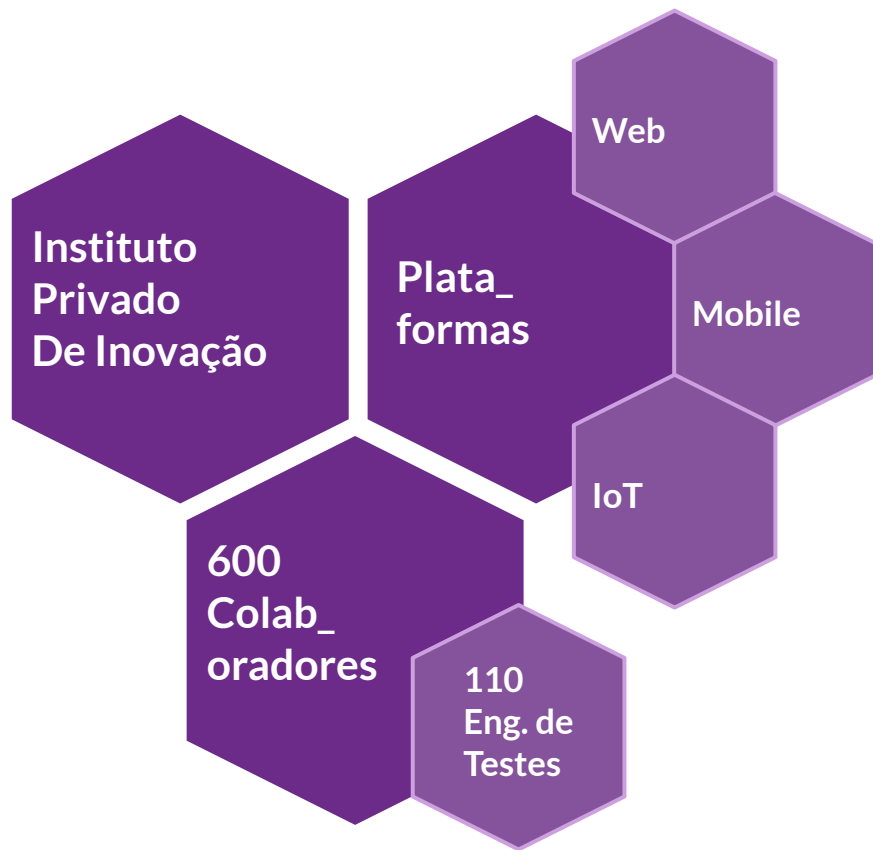 Instituto
Privado
De Inovação
Plata_
formas
Web
Mobile
IoT
600
Colab_
oradores
110
Eng. de
Testes